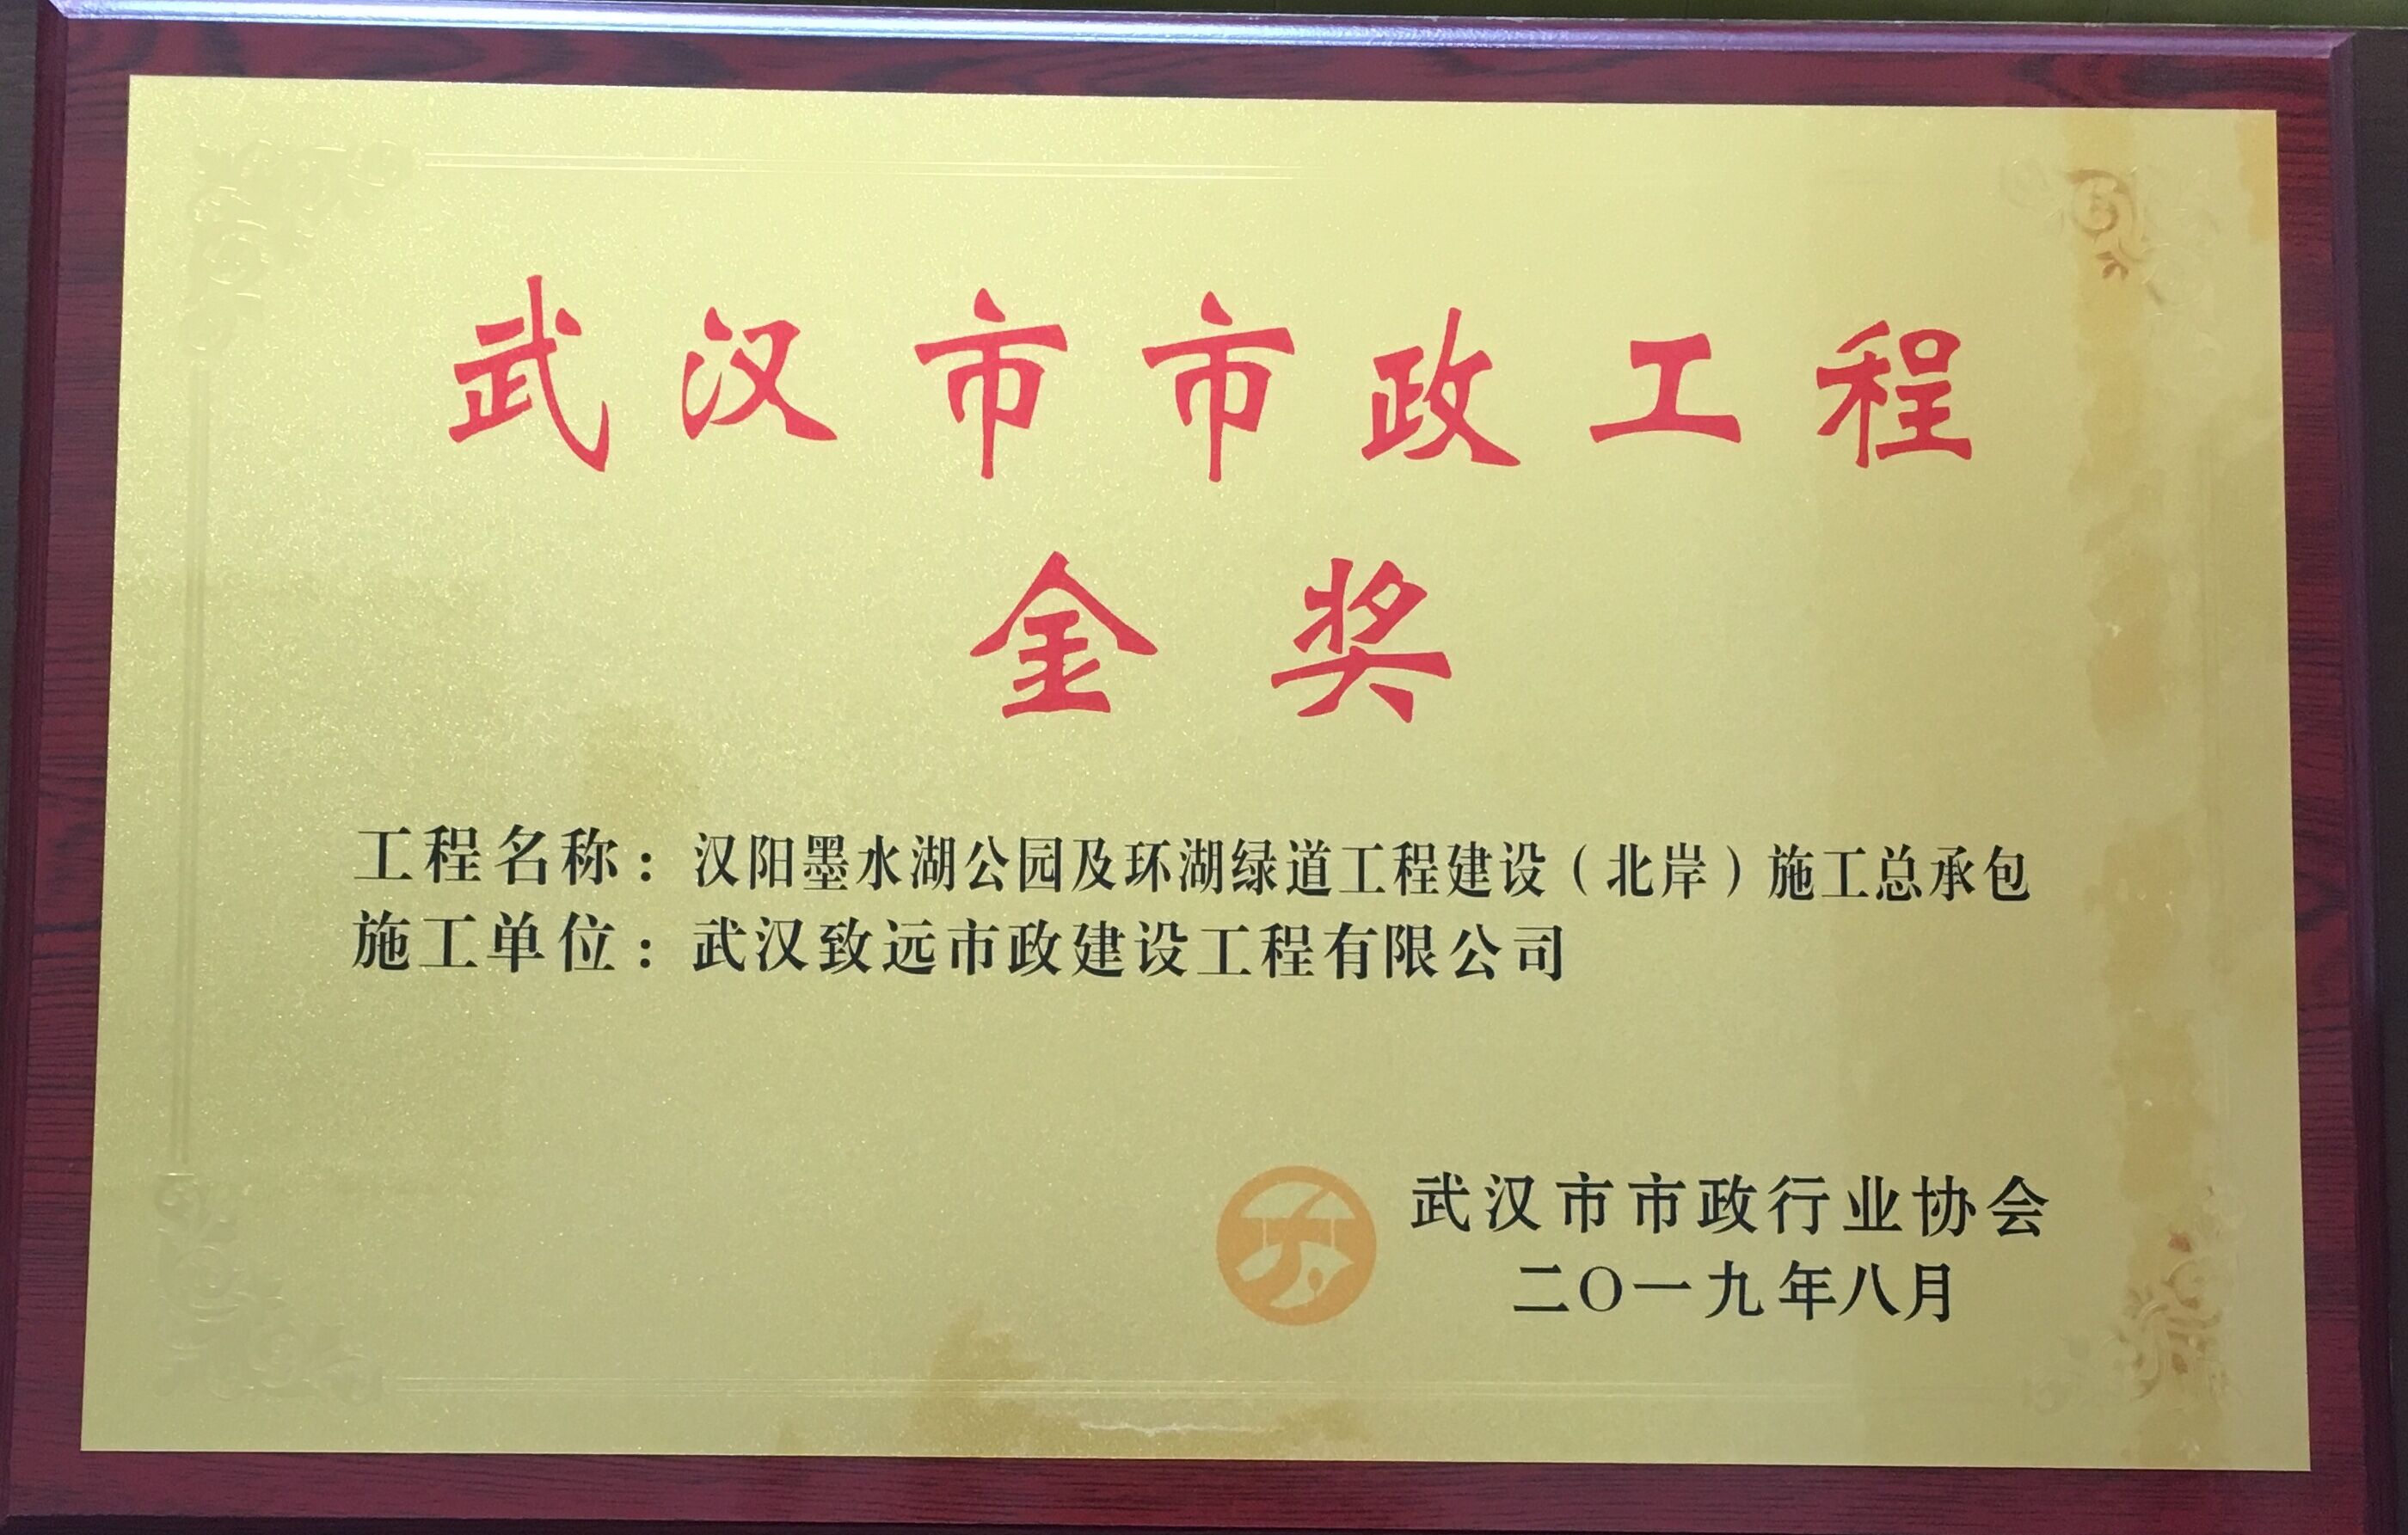 武汉市市政工程
金奖
工程名称：汉阳墨水湖公园及环湖绿道工程建设（北岸）施工总承包
施工单位：武汉致远市政建设工程有限公司
武汉市市政行业协会
二〇一九年八月